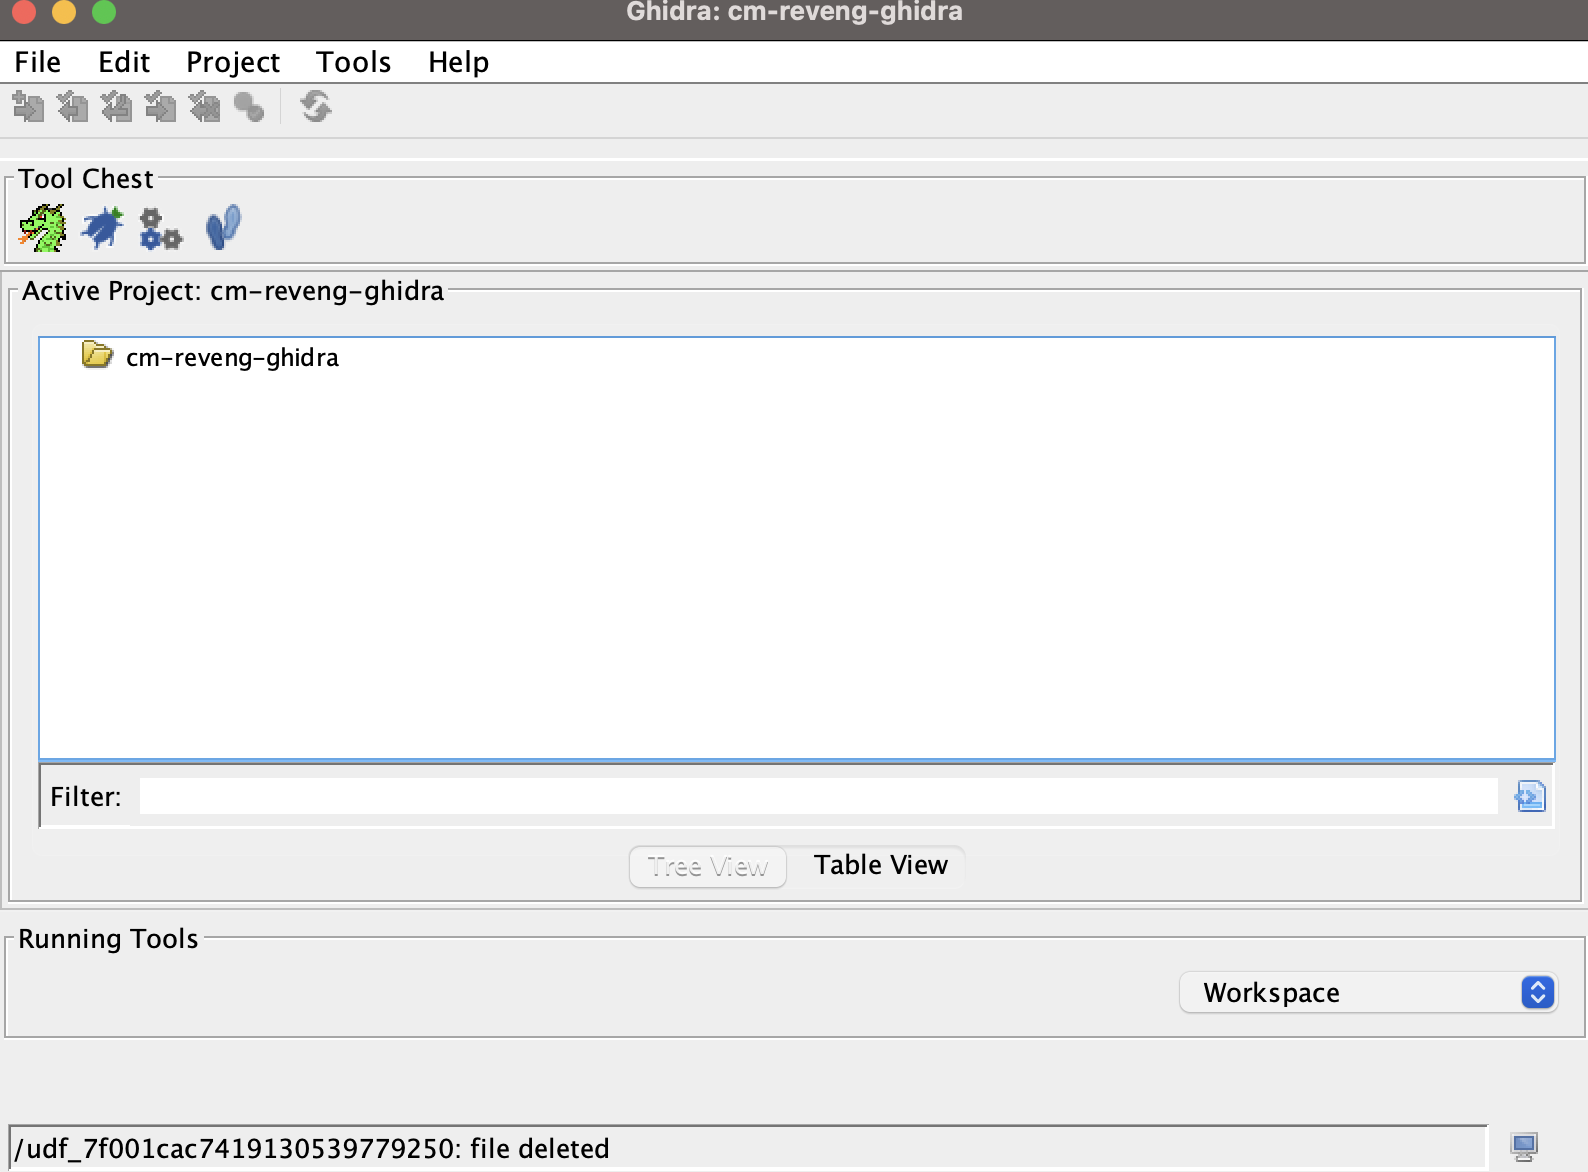 Ghidra: cm-reveng-ghidra
File Edit Project Tools Help
Tool Chest
Active Project: cm-reveng-ghidra
cm-reveng-ghidra
Filter:
Tree View Table View
Running Tools
Workspace
/udf_7f001cac7419130539779250: file deleted